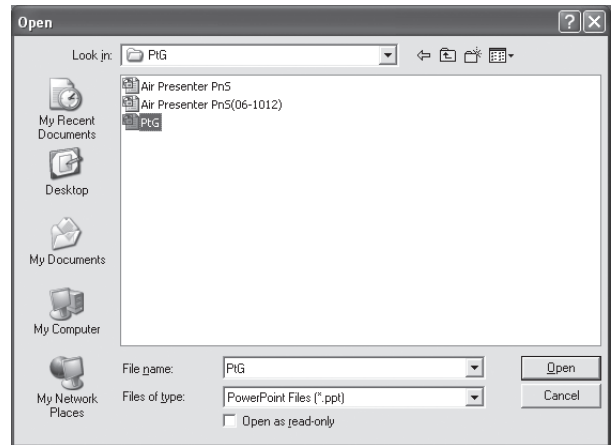 Open
Look in: PtG
My Recent
Documents
Desktop
My Documents
My Computer
My Network
Places
Air Presenter PnS
Air Presenter PnS(06-1012)
PtG
File name: PtG Open
Files of type: PowerPoint Files (*.ppt) Cancel
Open as read-only